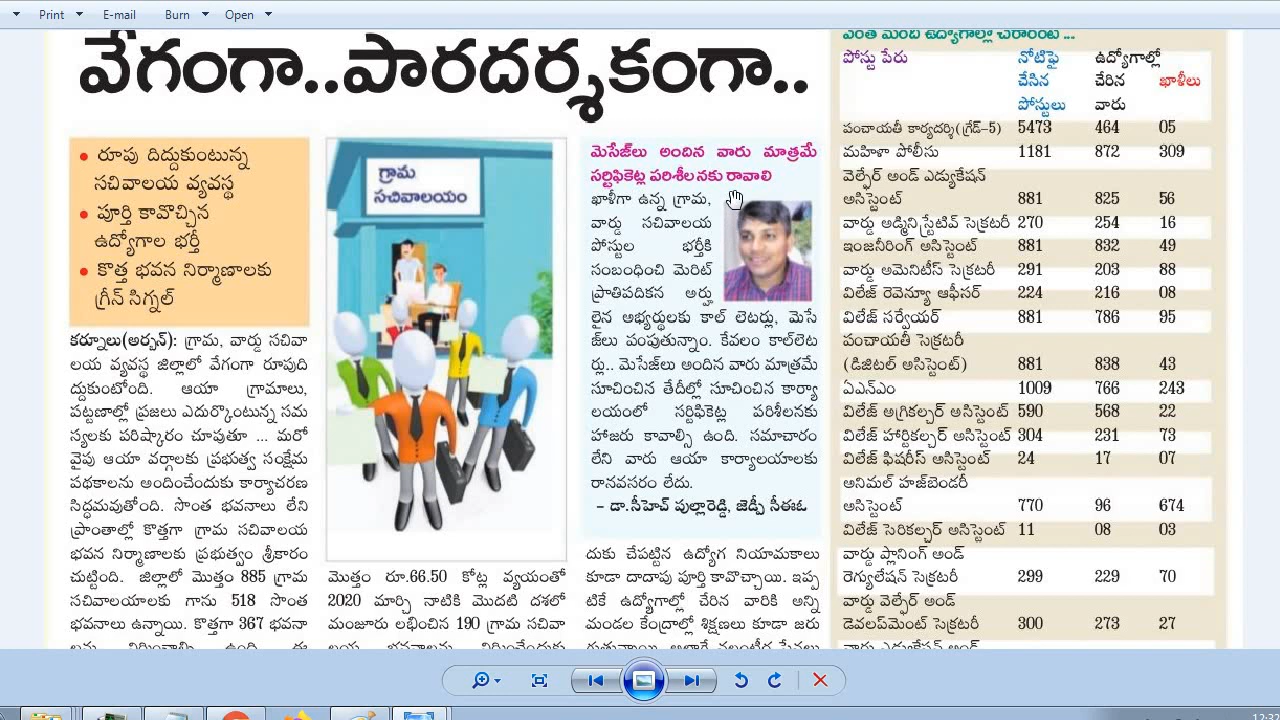 Print
E-mail
Burn
Open
వేగంగా..పారదర్శకంగా..
రూపు దిద్దుకుంటున్న
సచివాలయ వ్యవస్థ
పూర్తి కావొచ్చిన
ఉద్యోగాల భర్తీ
కొత్త భవన నిర్మాణాలకు
గ్రీన్ సిగ్నల్
కర్నూలు(అర్బన్): గ్రామ, వార్డు సచివా
లయ వ్యవస్థ జిల్లాలో వేగంగా రూపుది
ద్దుకుంటోంది. ఆయా గ్రామాలు,
పట్టణాల్లో ప్రజలు ఎదుర్కొంటున్న సమ
స్యలకు పరిష్కారం చూపుతూ ... మరో
వైపు ఆయా వర్గాలకు ప్రభుత్వ సంక్షేమ
పథకాలను అందించేందుకు కార్యాచరణ
సిద్ధమవుతోంది. సొంత భవనాలు లేని
ప్రాంతాల్లో కొత్తగా గ్రామ సచివాలయ
భవన నిర్మాణాలకు ప్రభుత్వం శ్రీకారం
చుట్టింది. జిల్లాలో మొత్తం 885 గ్రామ
సచివాలయాలకు గాను 518 సొంత
భవనాలు ఉన్నాయి. కొత్తగా 367 భవనా
గ్రామ
సచివాలయం
మొత్తం రూ.66.50 కోట్ల వ్యయంతో
2020 మార్చి నాటికి మొదటి దశలో
మంజూరు లభించిన 190 గ్రామ సచివా
మెసేజ్‌లు అందిన వారు మాత్రమే
సర్టిఫికెట్ల పరిశీలనకు రావాలి
ఖాళీగా ఉన్న గ్రామ,
వార్డు సచివాలయ
పోస్టుల భర్తీకి
సంబంధించి మెరిట్
ప్రాతిపదికన అర్హు
లైన అభ్యర్థులకు కాల్ లెటర్లు, మెసే
జ్‌లు పంపుతున్నాం. కేవలం కాల్‌లెట
ర్లు.. మెసేజ్‌లు అందిన వారు మాత్రమే
సూచించిన తేదీల్లో సూచించిన కార్యా
లయంలో సర్టిఫికెట్ల పరిశీలనకు
హాజరు కావాల్సి ఉంది. సమాచారం
లేని వారు ఆయా కార్యాలయాలకు
రానవసరం లేదు.
– డా.సీహెచ్ పుల్లారెడ్డి, జెడ్పీ సీఈఓ
దుకు చేపట్టిన ఉద్యోగ నియామకాలు
కూడా దాదాపు పూర్తి కావొచ్చాయి. ఇప్ప
టికే ఉద్యోగాల్లో చేరిన వారికి అన్ని
మండల కేంద్రాల్లో శిక్షణలు కూడా జరు
ఎంత మంది ఉద్యోగాల్లో చేరారంటే ...
పోస్టు పేరు నోటిఫై ఉద్యోగాల్లో
చేసిన చేరిన ఖాళీలు
పోస్టులు వారు
పంచాయతీ కార్యదర్శి(గ్రేడ్–5) 5473 464 05
మహిళా పోలీసు 1181 872 309
వెల్ఫేర్ అండ్ ఎడ్యుకేషన్
అసిస్టెంట్ 881 825 56
వార్డు అడ్మినిస్ట్రేటివ్ సెక్రటరీ 270 254 16
ఇంజనీరింగ్ అసిస్టెంట్ 881 832 49
వార్డు అమెనిటీస్ సెక్రటరీ 291 203 88
విలేజ్ రెవెన్యూ ఆఫీసర్ 224 216 08
విలేజ్ సర్వేయర్ 881 786 95
పంచాయతీ సెక్రటరీ
(డిజిటల్ అసిస్టెంట్) 881 838 43
ఏఎన్‌ఎం 1009 766 243
విలేజ్ అగ్రికల్చర్ అసిస్టెంట్ 590 568 22
విలేజ్ హార్టికల్చర్ అసిస్టెంట్ 304 231 73
విలేజ్ ఫిషరీస్ అసిస్టెంట్ 24 17 07
అనిమల్ హజ్‌బెండరీ
అసిస్టెంట్ 770 96 674
విలేజ్ సెరికల్చర్ అసిస్టెంట్ 11 08 03
వార్డు ప్లానింగ్ అండ్
రెగ్యులేషన్ సెక్రటరీ 299 229 70
వార్డు వెల్ఫేర్ అండ్
డెవలప్‌మెంట్ సెక్రటరీ 300 273 27